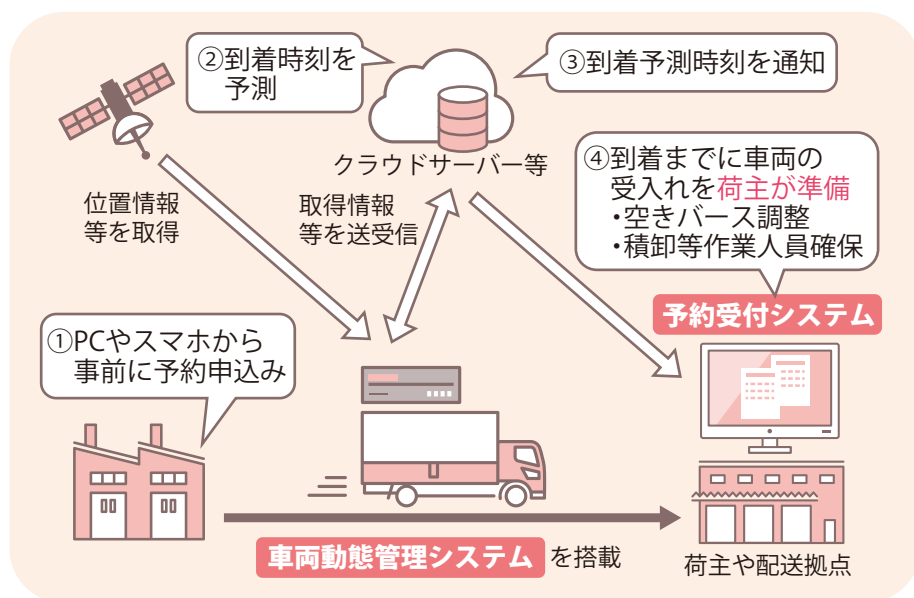 ②到着時刻を
予測
③到着予測時刻を通知
クラウドサーバー等
④到着までに車両の
受入れを荷主が準備
・空きバース調整
・積卸等作業人員確保
位置情報
等を取得
取得情報
等を送受信
予約受付システム
①PCやスマホから
事前に予約申込み
車両動態管理システム を搭載
荷主や配送拠点